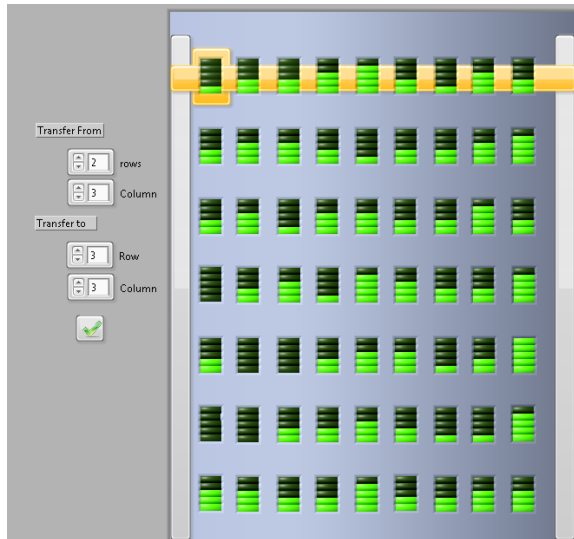 Transfer From
2 rows
3 Column
Transfer to
3 Row
3 Column